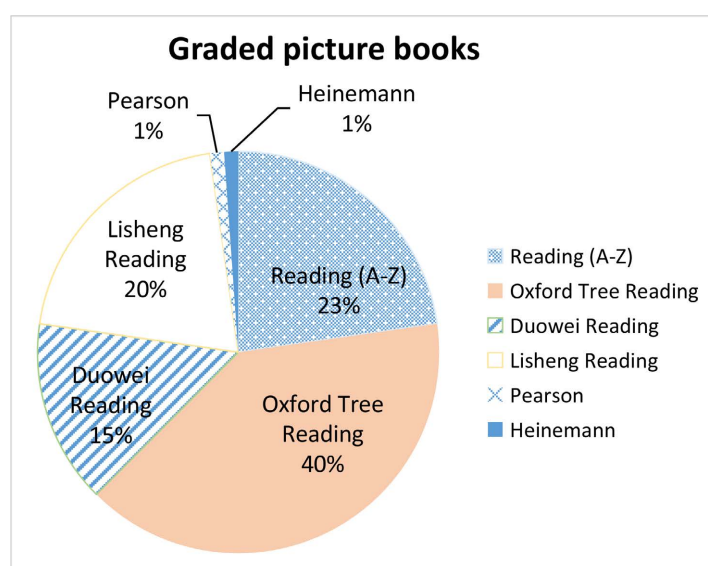 Graded picture books
Pearson
1%
Heinemann
1%
Lisheng
Reading
20%
Reading (A-Z)
23%
Duowei
Reading
15%
Oxford Tree
Reading
40%
Reading (A-Z)
Oxford Tree Reading
Duowei Reading
Lisheng Reading
Pearson
Heinemann